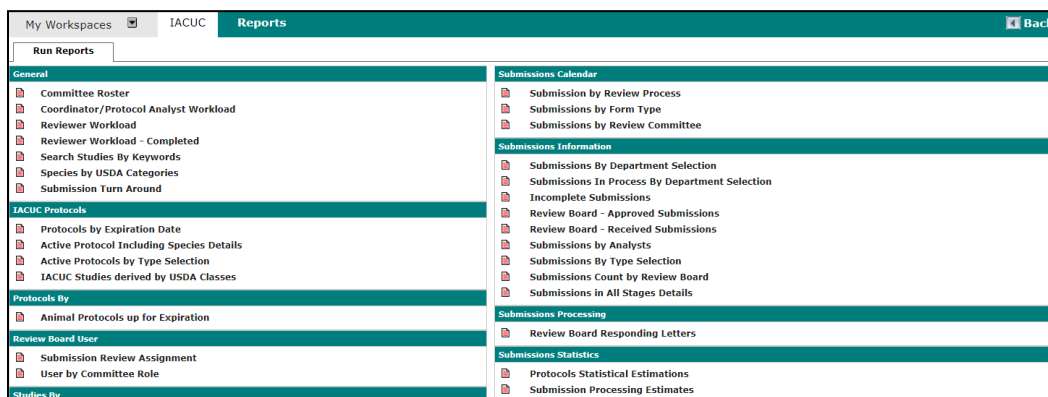 My Workspaces IACUC Reports Back
Run Reports
General
Committee Roster
Coordinator/Protocol Analyst Workload
Reviewer Workload
Reviewer Workload - Completed
Search Studies By Keywords
Species by USDA Categories
Submission Turn Around
IACUC Protocols
Protocols by Expiration Date
Active Protocol Including Species Details
Active Protocols by Type Selection
IACUC Studies derived by USDA Classes
Protocols By
Animal Protocols up for Expiration
Review Board User
Submission Review Assignment
User by Committee Role
Studies By
Submissions Calendar
Submission by Review Process
Submissions by Form Type
Submissions by Review Committee
Submissions Information
Submissions By Department Selection
Submissions In Process By Department Selection
Incomplete Submissions
Review Board - Approved Submissions
Review Board - Received Submissions
Submissions by Analysts
Submissions By Type Selection
Submissions Count by Review Board
Submissions in All Stages Details
Submissions Processing
Review Board Responding Letters
Submissions Statistics
Protocols Statistical Estimations
Submission Processing Estimates